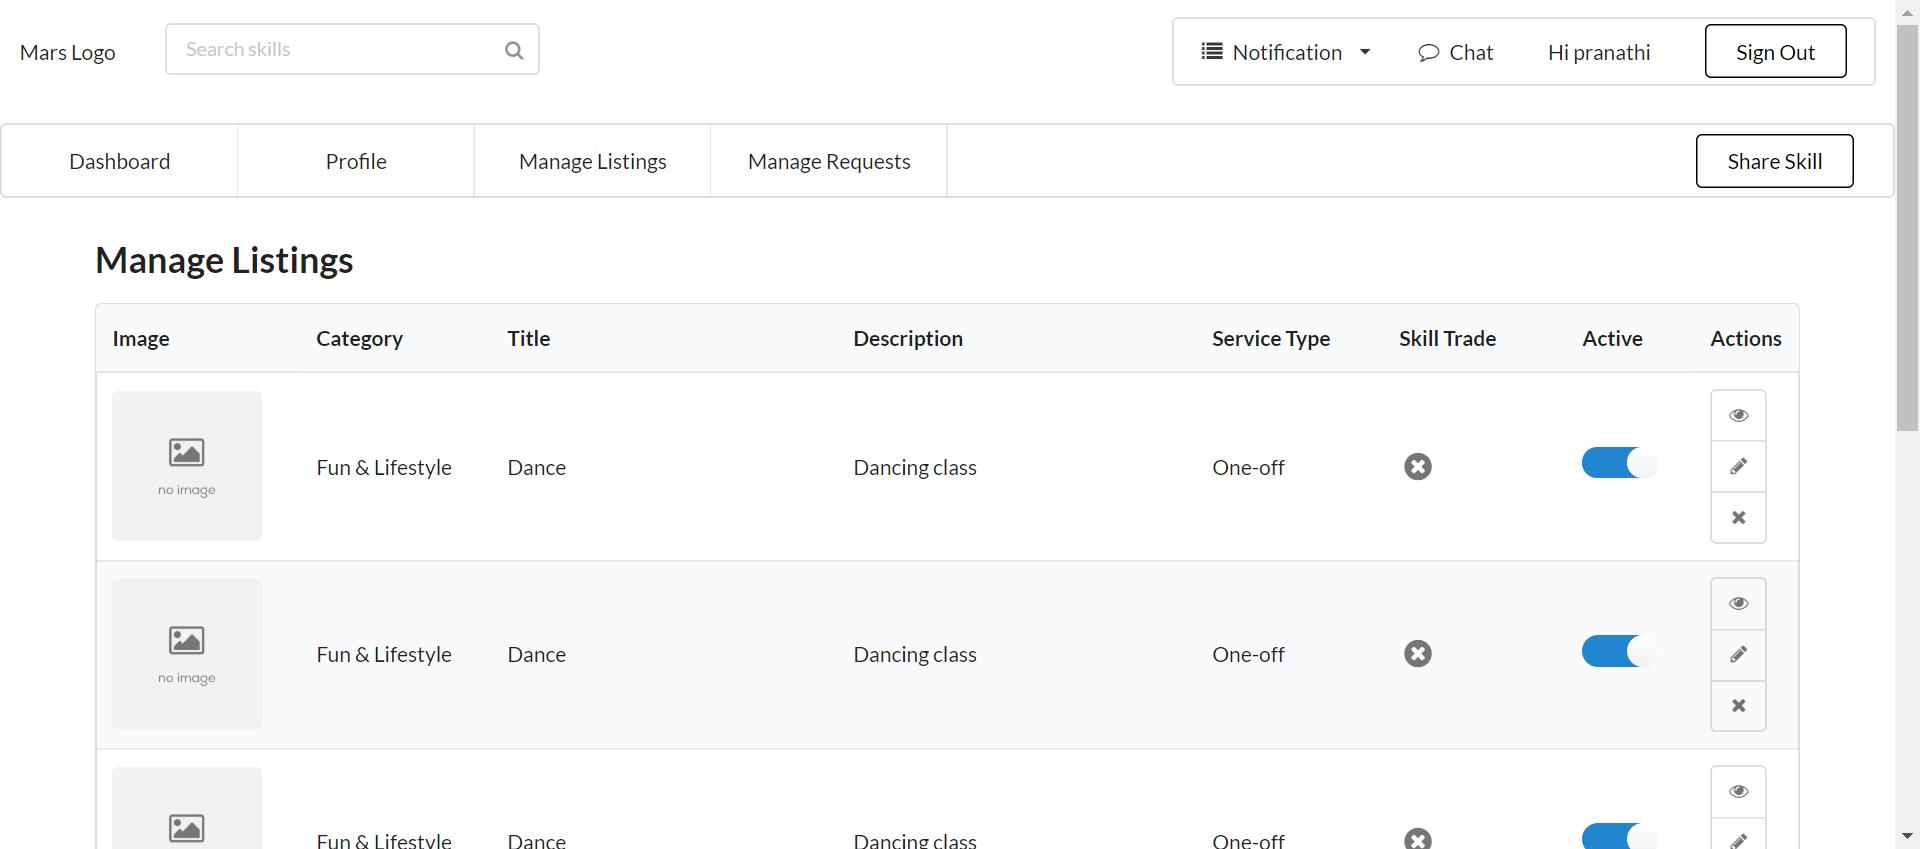 Mars Logo
Search skills
Notification
Chat
Hi pranathi
Sign Out
Dashboard
Profile
Manage Listings
Manage Requests
Share Skill
Manage Listings
Image Category Title Description Service Type Skill Trade Active Actions
no image
Fun & Lifestyle Dance Dancing class One-off
no image
Fun & Lifestyle Dance Dancing class One-off
Fun & Lifestyle Dance Dancing class One-off